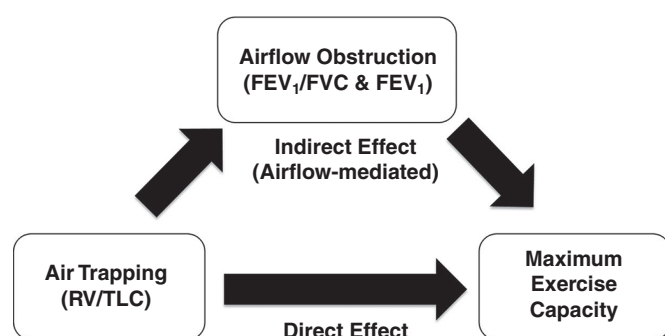 Airflow Obstruction
(FEV₁/FVC & FEV₁)
Indirect Effect
(Airflow-mediated)
Air Trapping
(RV/TLC)
Maximum
Exercise
Capacity
Direct Effect